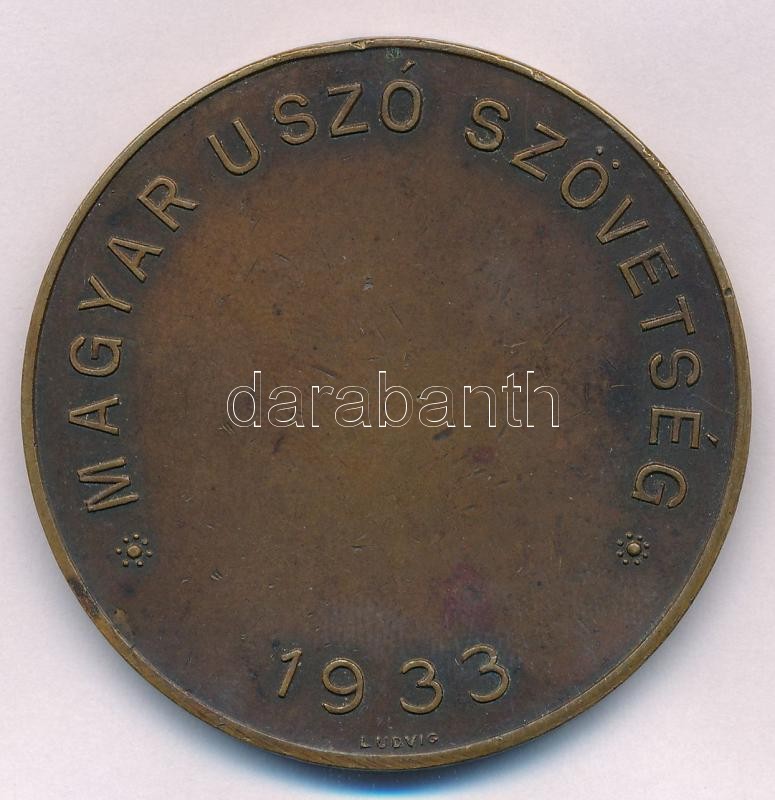 MAGYAR USZÓ SZÖVETSÉG
darabanth
1933
LUDVIG